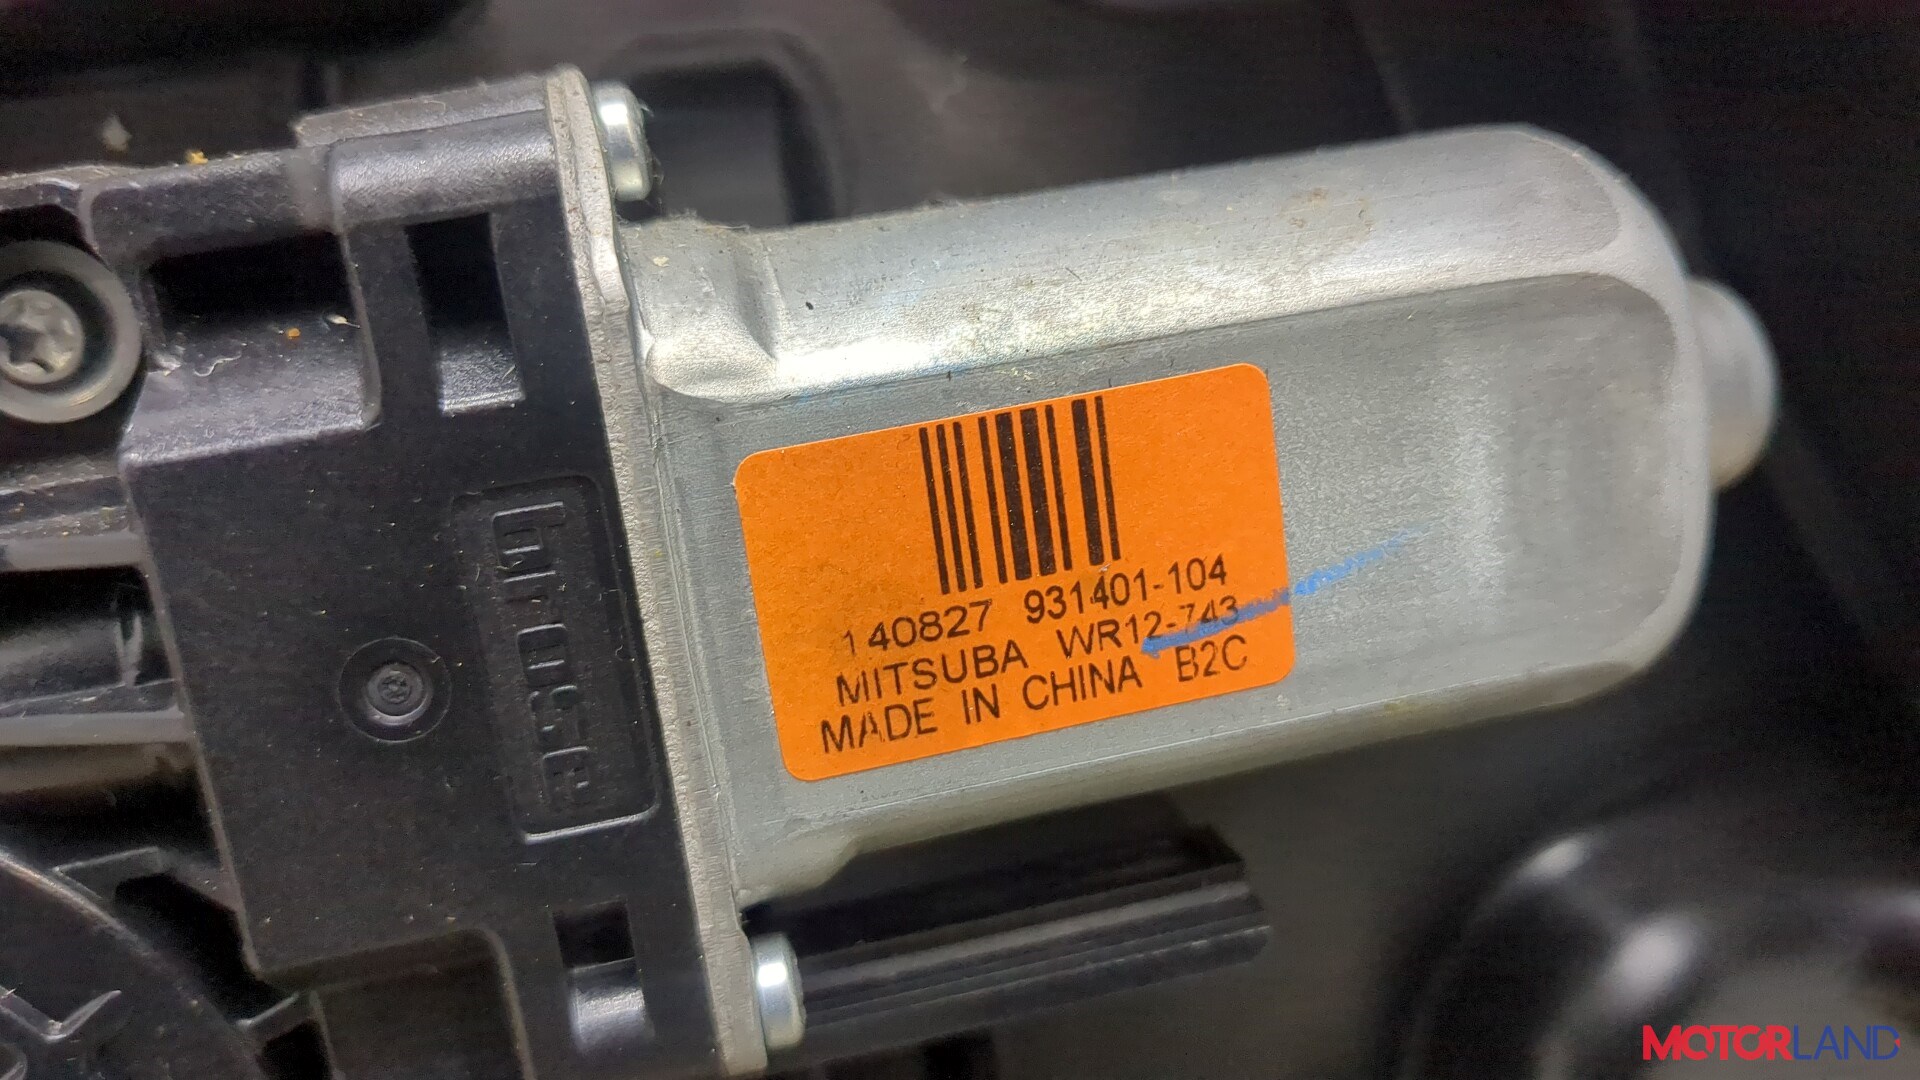 brose
140827 931401-104
MITSUBA WR12-743
MADE IN CHINA B2C
MOTORLAND